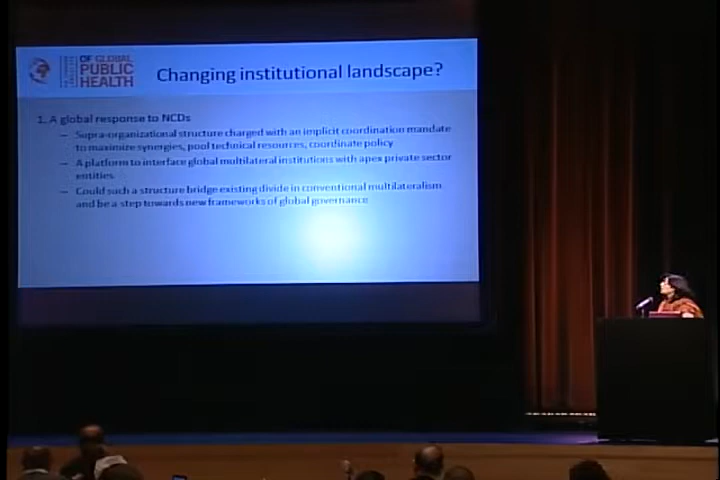 OF GLOBAL
PUBLIC
HEALTH
Changing institutional landscape?
1. A global response to NCDs
– Supra-organizational structure charged with an implicit coordination mandate
to maximize synergies, pool technical resources, coordinate policy
– A platform to interface global multilateral institutions with apex private sector
entities
– Could such a structure bridge existing divide in conventional multilateralism
and be a step towards new frameworks of global governance